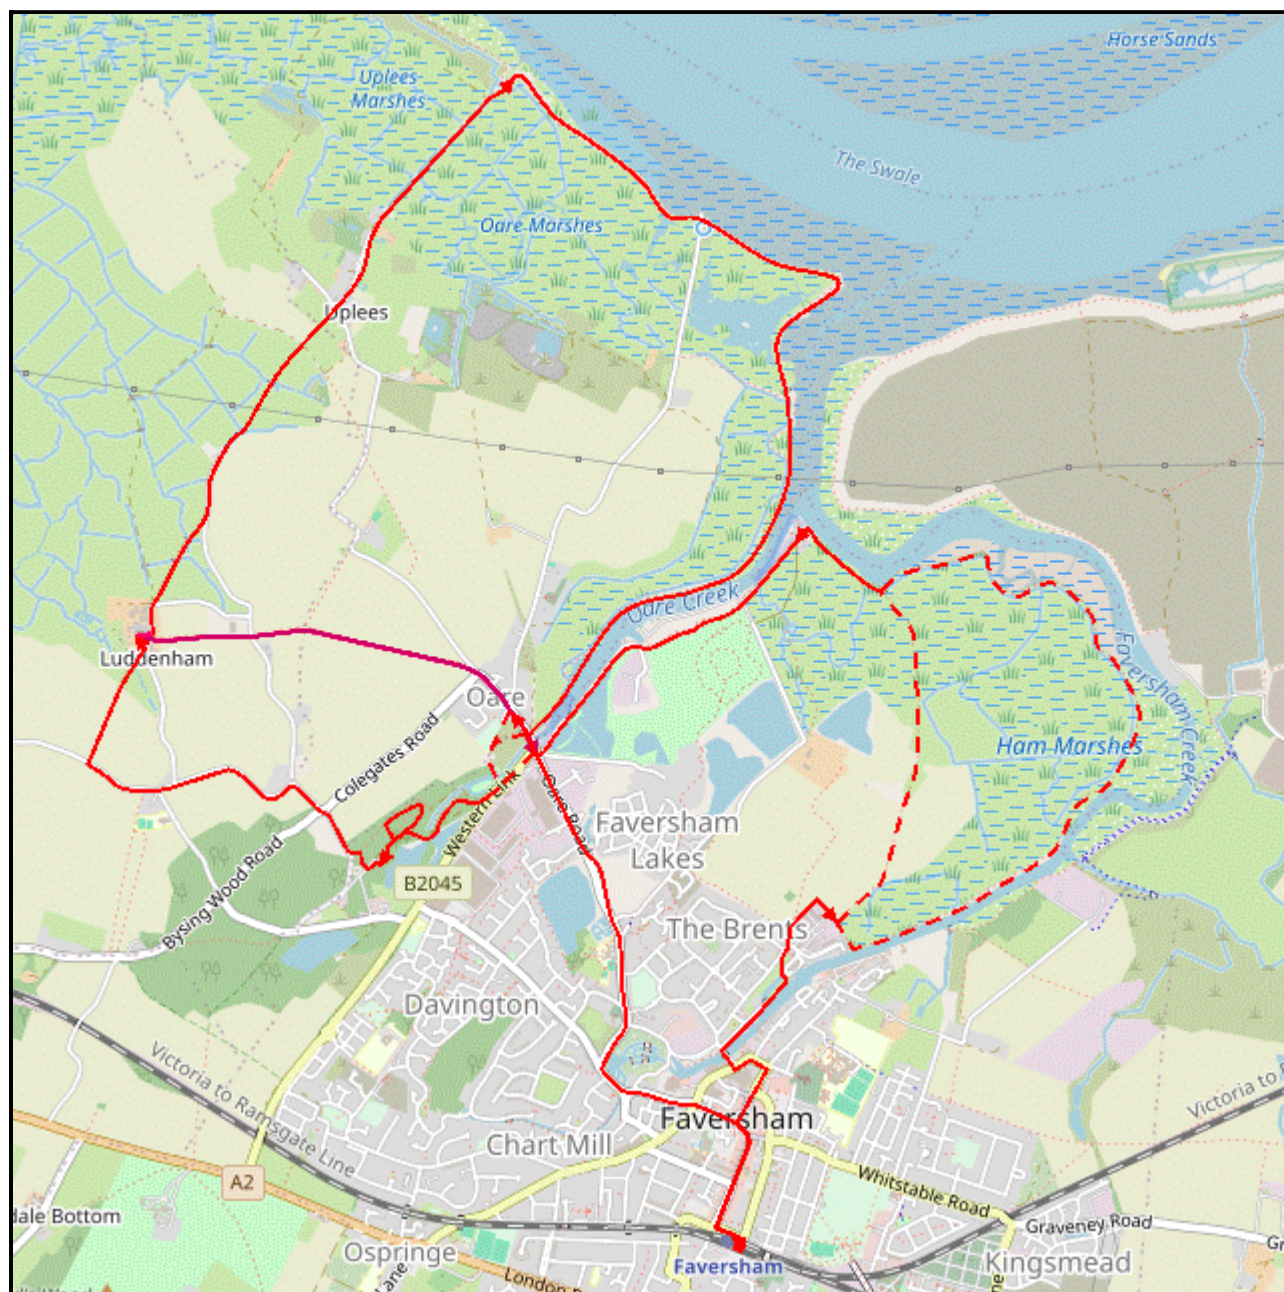 Horse Sands
Uplees
Marshes
The Swale
Oare Marshes
Uplees
Oare Creek
Luddenham
Faversham Creek
Oare
Ham Marshes
Colegates Road
Western Link
Oare Road
Faversham
Lakes
B2045
Bysing Wood Road
The Brents
Davington
Victoria to Ramsgate Line
Victoria to
Faversham
Chart Mill
A2
Whitstable Road
dale Bottom
Graveney Road
Gr
Ospringe
Faversham
Kingsmead
Lane
London